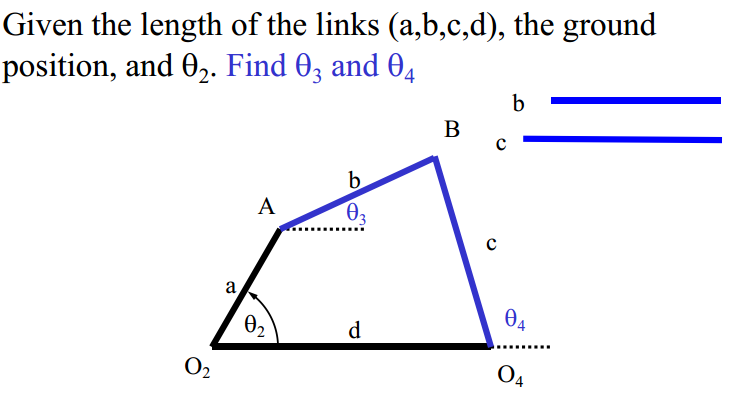 Given the length of the links (a,b,c,d), the ground
position, and θ₂. Find θ₃ and θ₄
b
B
c
b
A
θ₃
c
a
θ₂
d
θ₄
O₂
O₄